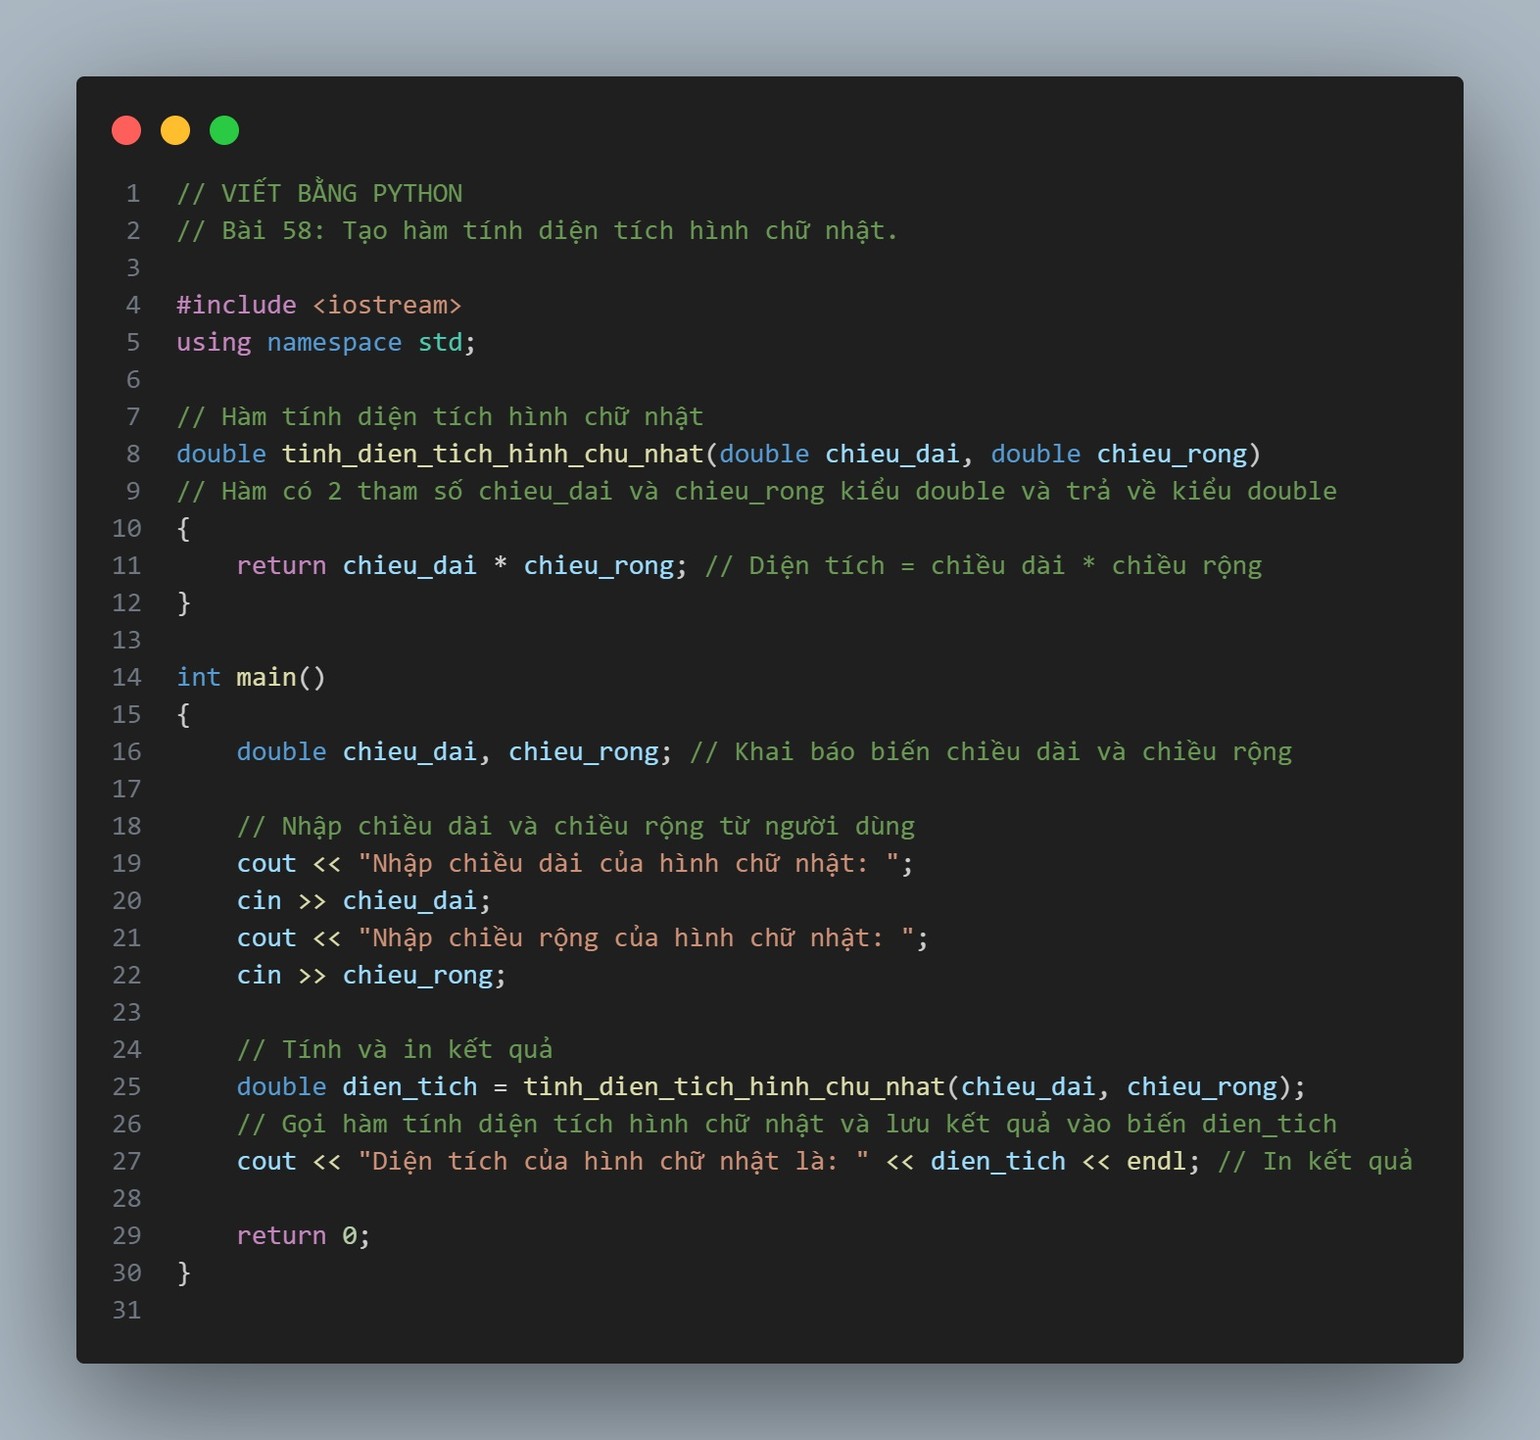 1 // VIẾT BẰNG PYTHON
2 // Bài 58: Tạo hàm tính diện tích hình chữ nhật.
3
4 #include <iostream>
5 using namespace std;
6
7 // Hàm tính diện tích hình chữ nhật
8 double tinh_dien_tich_hinh_chu_nhat(double chieu_dai, double chieu_rong)
9 // Hàm có 2 tham số chieu_dai và chieu_rong kiểu double và trả về kiểu double
10 {
11     return chieu_dai * chieu_rong; // Diện tích = chiều dài * chiều rộng
12 }
13
14 int main()
15 {
16     double chieu_dai, chieu_rong; // Khai báo biến chiều dài và chiều rộng
17
18     // Nhập chiều dài và chiều rộng từ người dùng
19     cout << "Nhập chiều dài của hình chữ nhật: ";
20     cin >> chieu_dai;
21     cout << "Nhập chiều rộng của hình chữ nhật: ";
22     cin >> chieu_rong;
23
24     // Tính và in kết quả
25     double dien_tich = tinh_dien_tich_hinh_chu_nhat(chieu_dai, chieu_rong);
26     // Gọi hàm tính diện tích hình chữ nhật và lưu kết quả vào biến dien_tich
27     cout << "Diện tích của hình chữ nhật là: " << dien_tich << endl; // In kết quả
28
29     return 0;
30 }
31